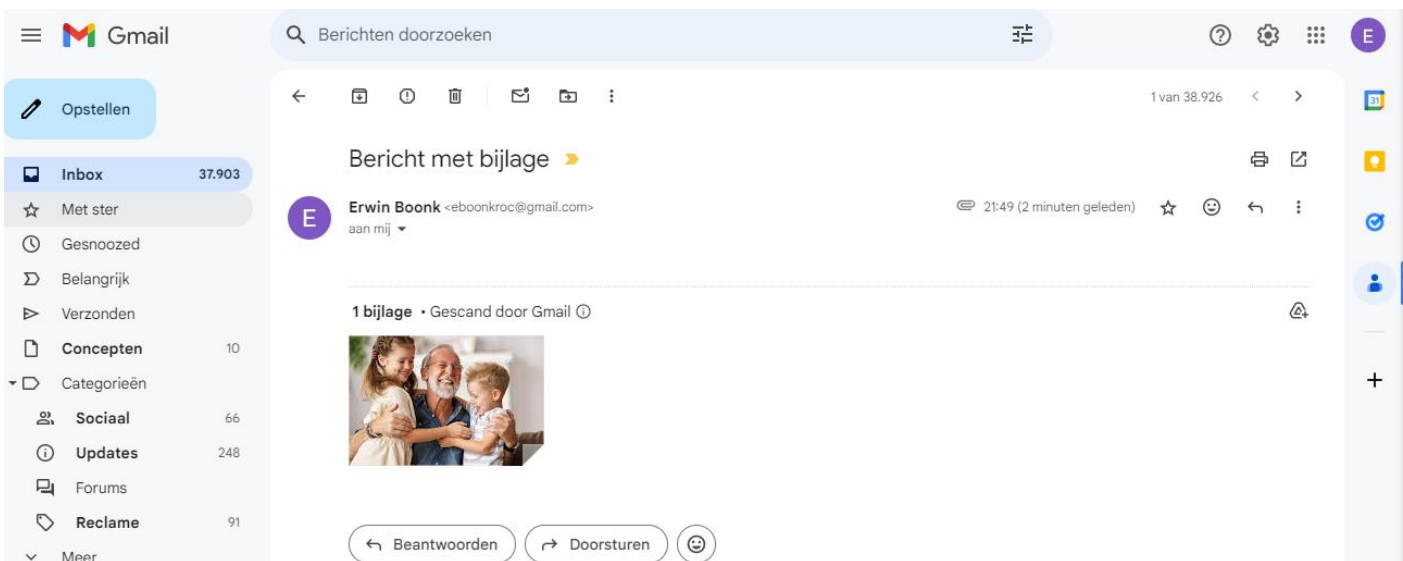 Gmail
Berichten doorzoeken
E
Opstellen
1 van 38.926
31
Bericht met bijlage
Inbox 37.903
Met ster
E
Erwin Boonk <eboonkroc@gmail.com>
21:49 (2 minuten geleden)
aan mij
Gesnoozed
Belangrijk
1 bijlage • Gescand door Gmail
Verzonden
Concepten 10
Categorieën
Sociaal 66
Updates 248
Forums
Reclame 91
Beantwoorden
Doorsturen
Meer